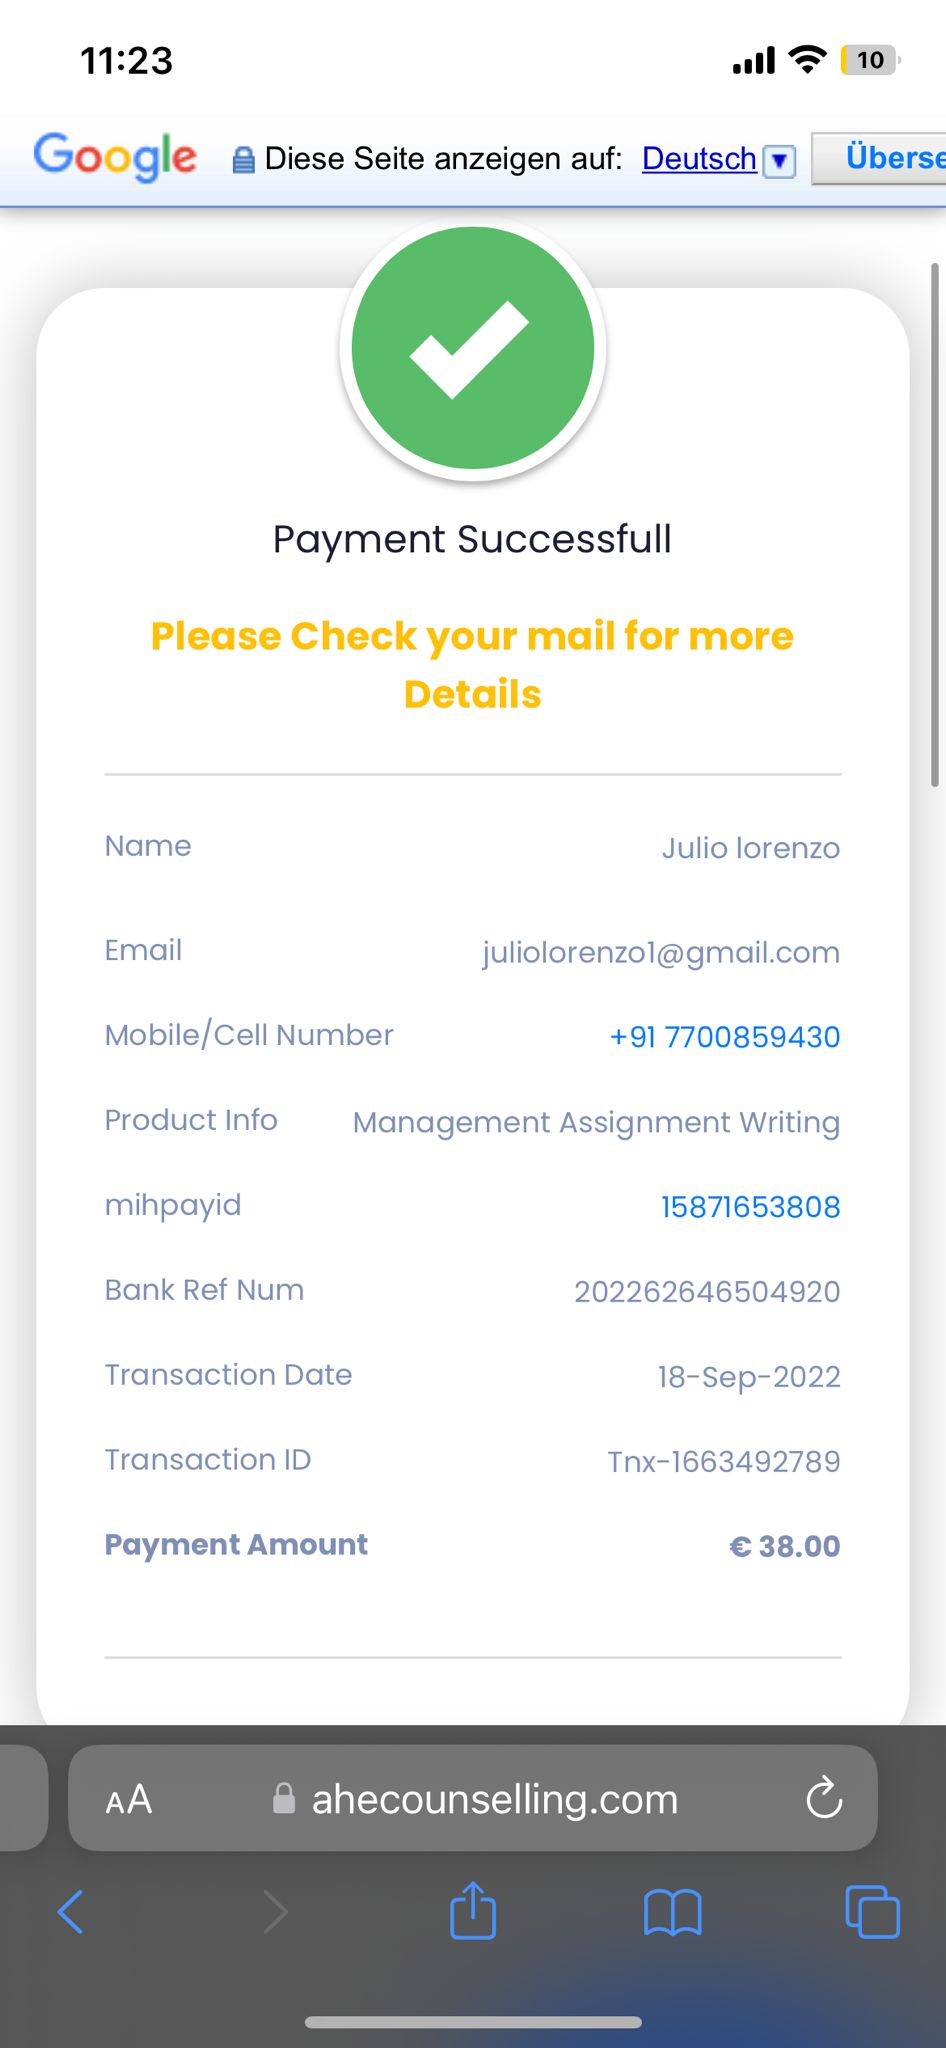 11:23
10
Google Diese Seite anzeigen auf: Deutsch Überse
Payment Successfull
Please Check your mail for more
Details
Name Julio lorenzo
Email juliolorenzo1@gmail.com
Mobile/Cell Number +91 7700859430
Product Info Management Assignment Writing
mihpayid 15871653808
Bank Ref Num 202262646504920
Transaction Date 18-Sep-2022
Transaction ID Tnx-1663492789
Payment Amount € 38.00
AA ahecounselling.com